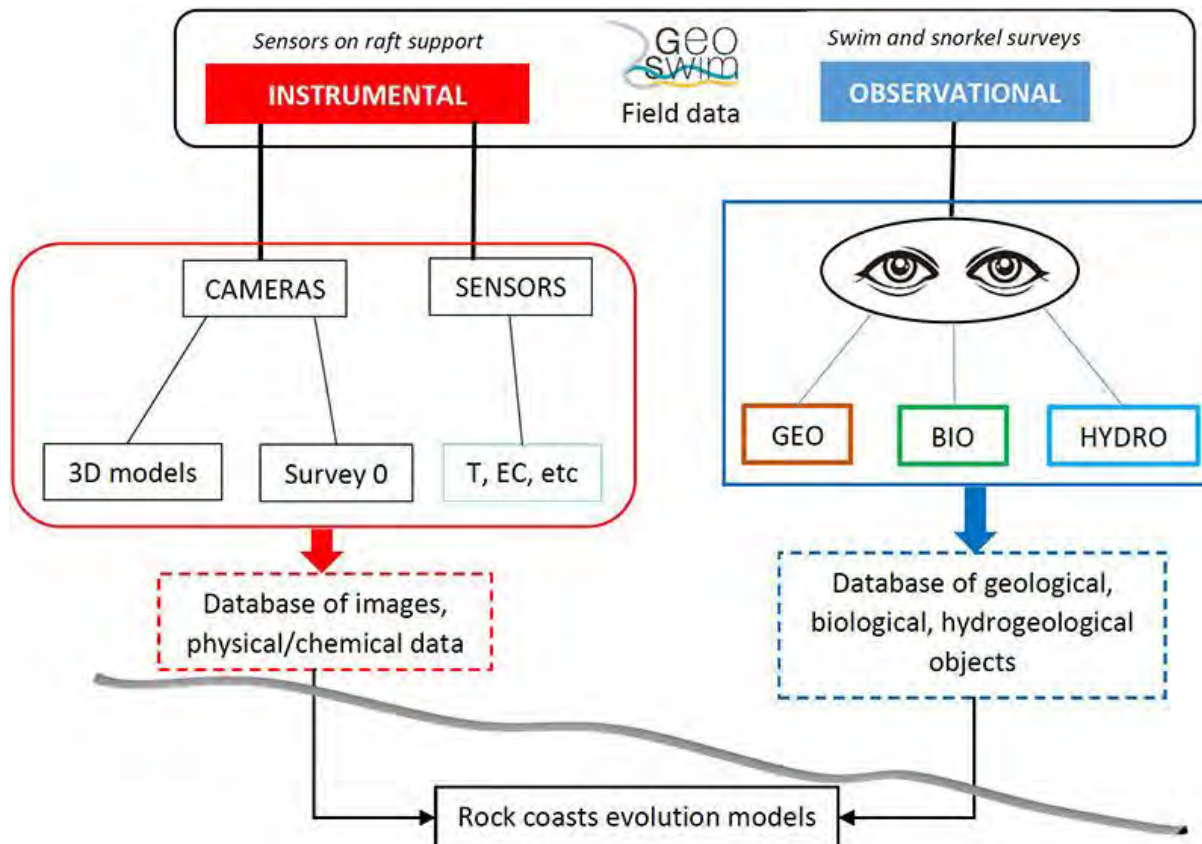 Sensors on raft support
Geo
swim
Swim and snorkel surveys
INSTRUMENTAL
Field data
OBSERVATIONAL
CAMERAS
SENSORS
3D models
Survey 0
T, EC, etc
GEO
BIO
HYDRO
Database of images,
physical/chemical data
Database of geological,
biological, hydrogeological
objects
Rock coasts evolution models